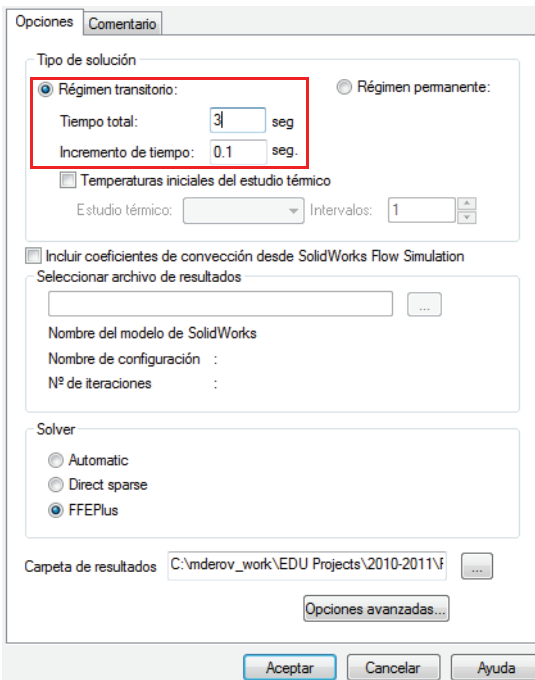 Opciones Comentario
Tipo de solución
Régimen transitorio: Régimen permanente:
Tiempo total: 3 seg
Incremento de tiempo: 0.1 seg.
Temperaturas iniciales del estudio térmico
Estudio térmico: Intervalos: 1
Incluir coeficientes de convección desde SolidWorks Flow Simulation
Seleccionar archivo de resultados
...
Nombre del modelo de SolidWorks
Nombre de configuración :
Nº de iteraciones :
Solver
Automatic
Direct sparse
FFEPlus
Carpeta de resultados C:\mderov_work\EDU Projects\2010-2011\ ...
Opciones avanzadas...
Aceptar Cancelar Ayuda